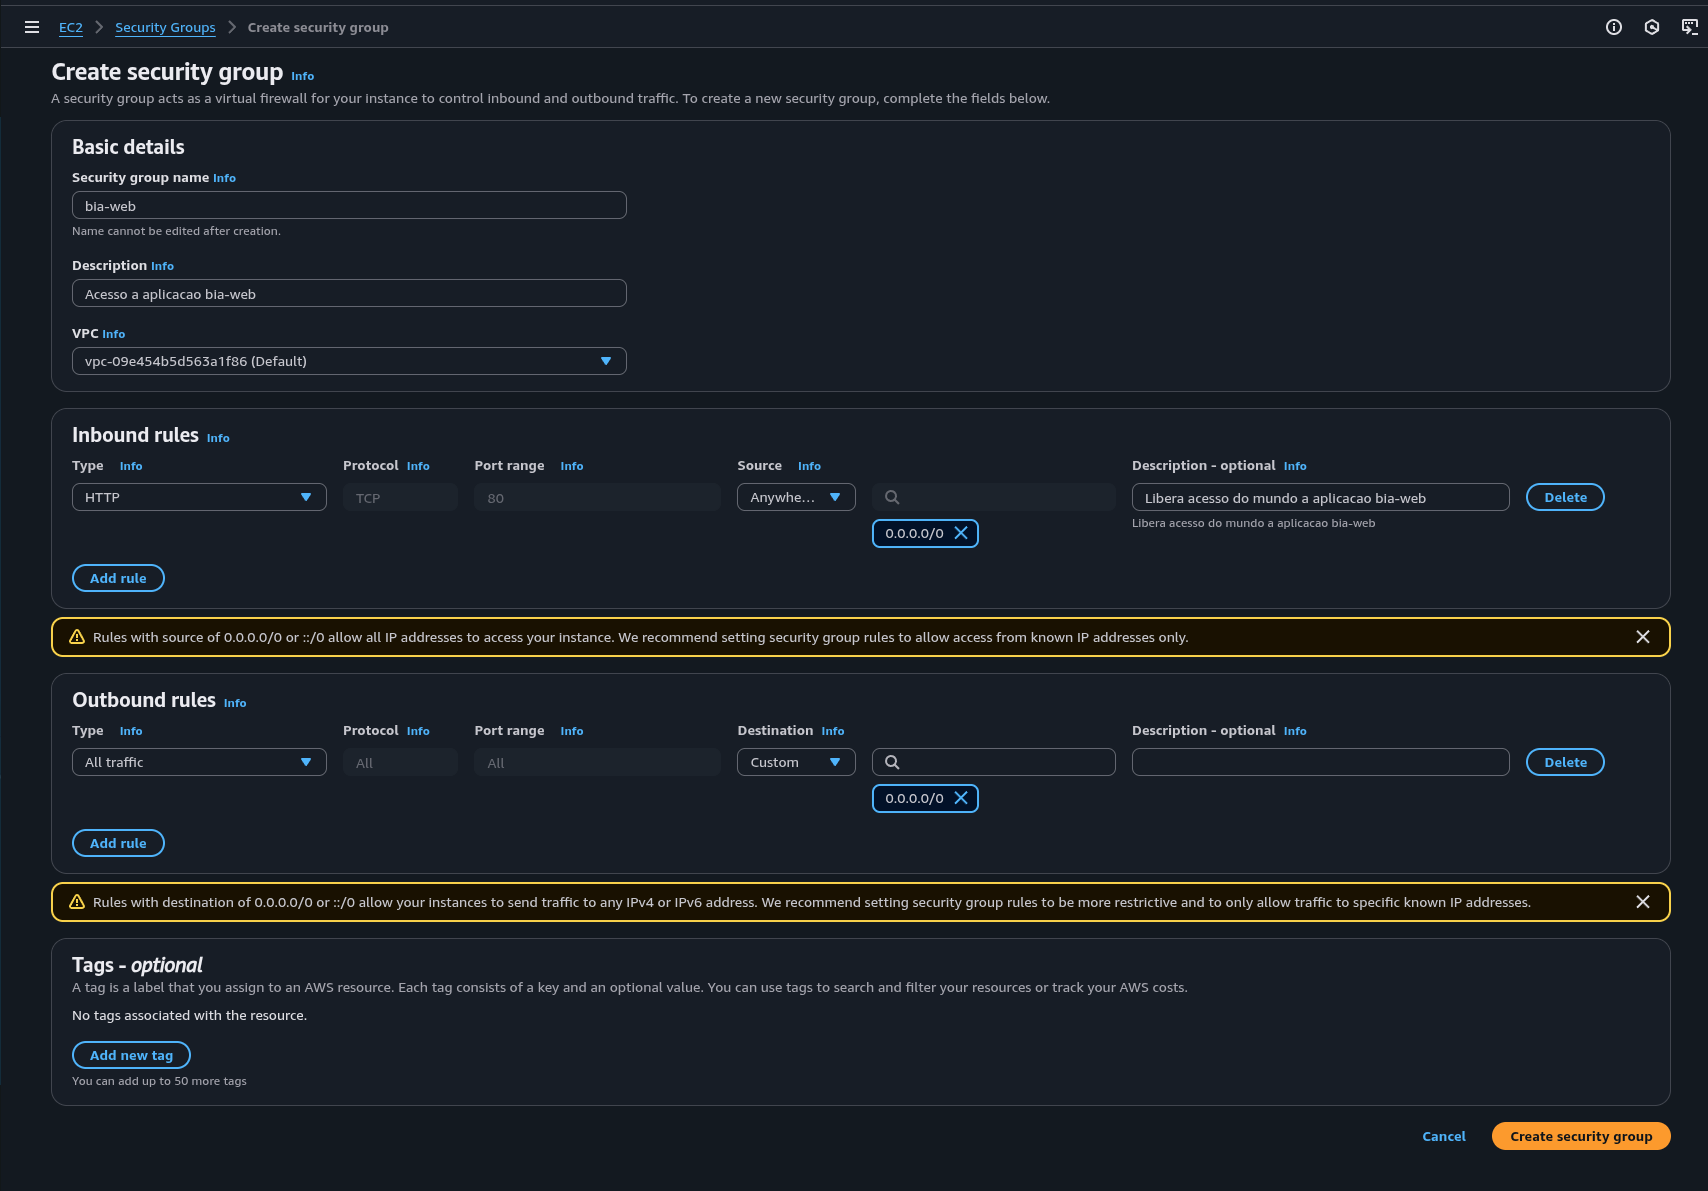 EC2 Security Groups Create security group
Create security group Info
A security group acts as a virtual firewall for your instance to control inbound and outbound traffic. To create a new security group, complete the fields below.
Basic details
Security group name Info
bia-web
Name cannot be edited after creation.
Description Info
Acesso a aplicacao bia-web
VPC Info
vpc-09e454b5d563a1f86 (Default)
Inbound rules Info
Type Info Protocol Info Port range Info Source Info Description - optional Info
HTTP TCP 80 Anywhe... Libera acesso do mundo a aplicacao bia-web Delete
Libera acesso do mundo a aplicacao bia-web
0.0.0.0/0
Add rule
Rules with source of 0.0.0.0/0 or ::/0 allow all IP addresses to access your instance. We recommend setting security group rules to allow access from known IP addresses only.
Outbound rules Info
Type Info Protocol Info Port range Info Destination Info Description - optional Info
All traffic All All Custom Delete
0.0.0.0/0
Add rule
Rules with destination of 0.0.0.0/0 or ::/0 allow your instances to send traffic to any IPv4 or IPv6 address. We recommend setting security group rules to be more restrictive and to only allow traffic to specific known IP addresses.
Tags - optional
A tag is a label that you assign to an AWS resource. Each tag consists of a key and an optional value. You can use tags to search and filter your resources or track your AWS costs.
No tags associated with the resource.
Add new tag
You can add up to 50 more tags
Cancel Create security group